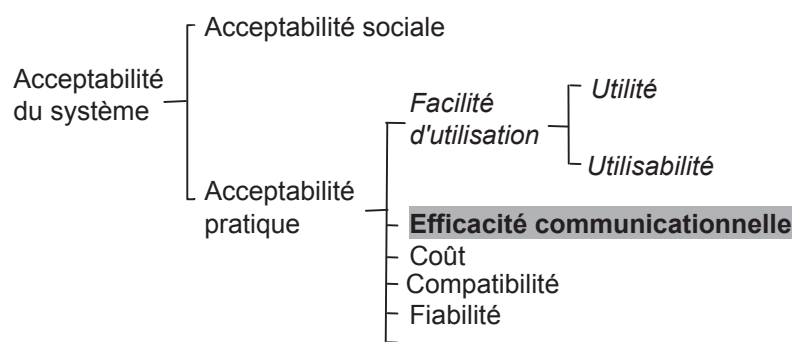 Acceptabilité sociale
Acceptabilité
du système
Facilité
d'utilisation
Utilité
Utilisabilité
Acceptabilité
pratique
Efficacité communicationnelle
Coût
Compatibilité
Fiabilité